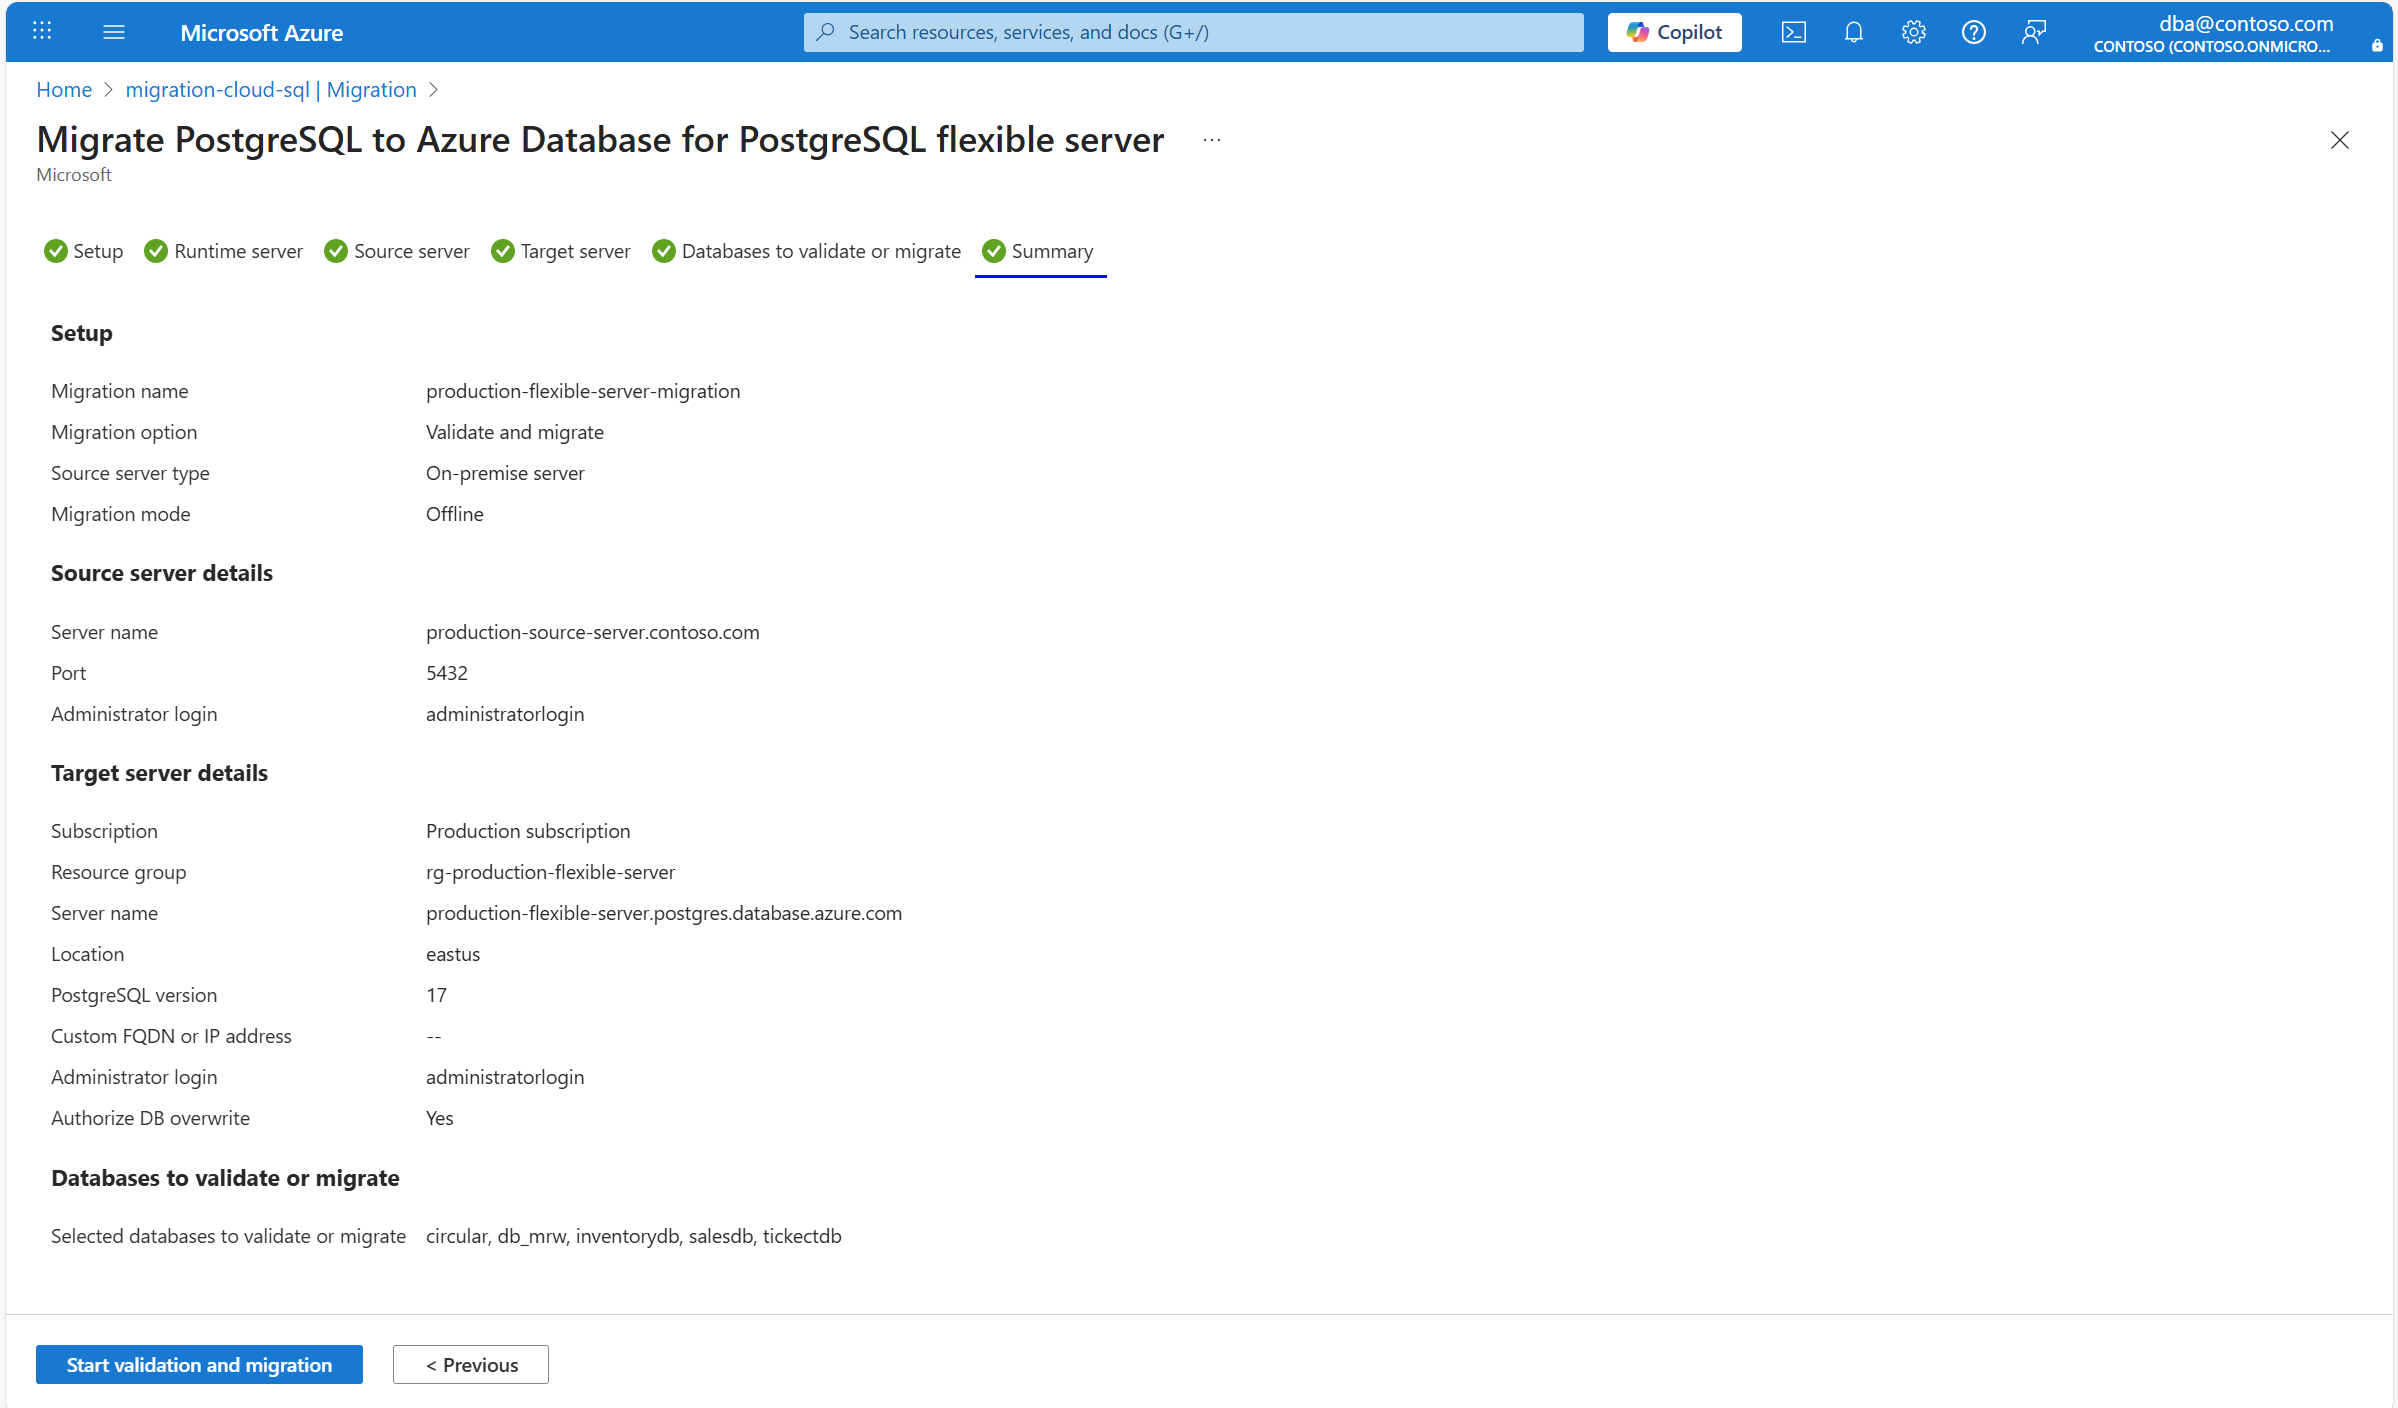 Microsoft Azure
Search resources, services, and docs (G+/)
Copilot
dba@contoso.com
CONTOSO (CONTOSO.ONMICRO...
Home > migration-cloud-sql | Migration >
Migrate PostgreSQL to Azure Database for PostgreSQL flexible server ...
Microsoft
Setup Runtime server Source server Target server Databases to validate or migrate Summary
Setup
Migration name production-flexible-server-migration
Migration option Validate and migrate
Source server type On-premise server
Migration mode Offline
Source server details
Server name production-source-server.contoso.com
Port 5432
Administrator login administratorlogin
Target server details
Subscription Production subscription
Resource group rg-production-flexible-server
Server name production-flexible-server.postgres.database.azure.com
Location eastus
PostgreSQL version 17
Custom FQDN or IP address --
Administrator login administratorlogin
Authorize DB overwrite Yes
Databases to validate or migrate
Selected databases to validate or migrate circular, db_mrw, inventorydb, salesdb, tickectdb
Start validation and migration < Previous